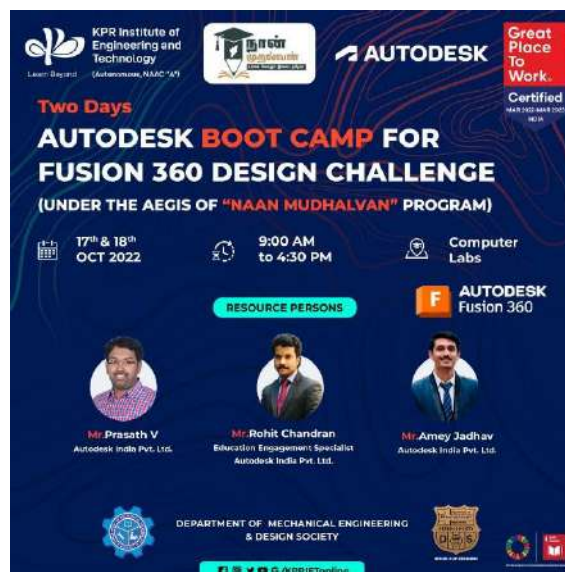 KPR Institute of
Engineering and
Technology
(Autonomous, NAAC "A")
Learn Beyond
நான்
முதல்வன்
AUTODESK
Great
Place
To
Work.
Certified
MAR 2022-MAR 2023
INDIA
Two Days
AUTODESK BOOT CAMP FOR
FUSION 360 DESIGN CHALLENGE
(UNDER THE AEGIS OF "NAAN MUDHALVAN" PROGRAM)
17th & 18th
OCT 2022
9:00 AM
to 4:30 PM
Computer
Labs
F
AUTODESK
Fusion 360
RESOURCE PERSONS
Mr.Prasath V
Autodesk India Pvt. Ltd.
Mr.Rohit Chandran
Education Engagement Specialist
Autodesk India Pvt. Ltd.
Mr.Amey Jadhav
Autodesk India Pvt. Ltd.
DEPARTMENT OF MECHANICAL ENGINEERING
& DESIGN SOCIETY